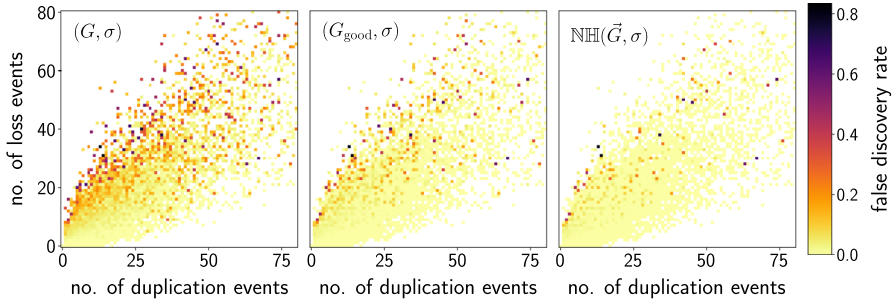 80
60
40
20
0
no. of loss events
(G, σ)
0 25 50 75
no. of duplication events
(G_good, σ)
0 25 50 75
no. of duplication events
ℕℍ(G⃗, σ)
0 25 50 75
no. of duplication events
0.8
0.6
0.4
0.2
0.0
false discovery rate